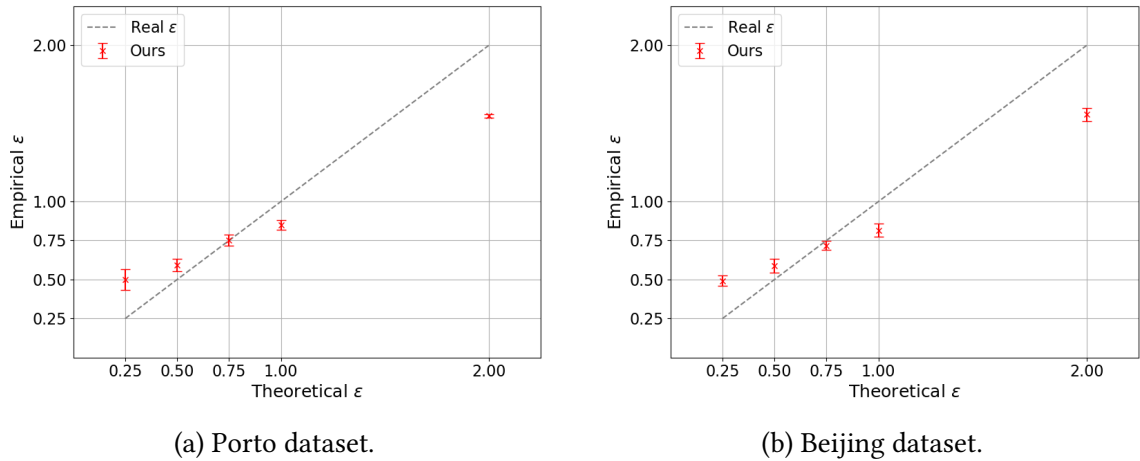 Real ε
Ours
2.00
1.00
0.75
0.50
0.25
Empirical ε
0.25 0.50 0.75 1.00 2.00
Theoretical ε
(a) Porto dataset.
Real ε
Ours
2.00
1.00
0.75
0.50
0.25
Empirical ε
0.25 0.50 0.75 1.00 2.00
Theoretical ε
(b) Beijing dataset.